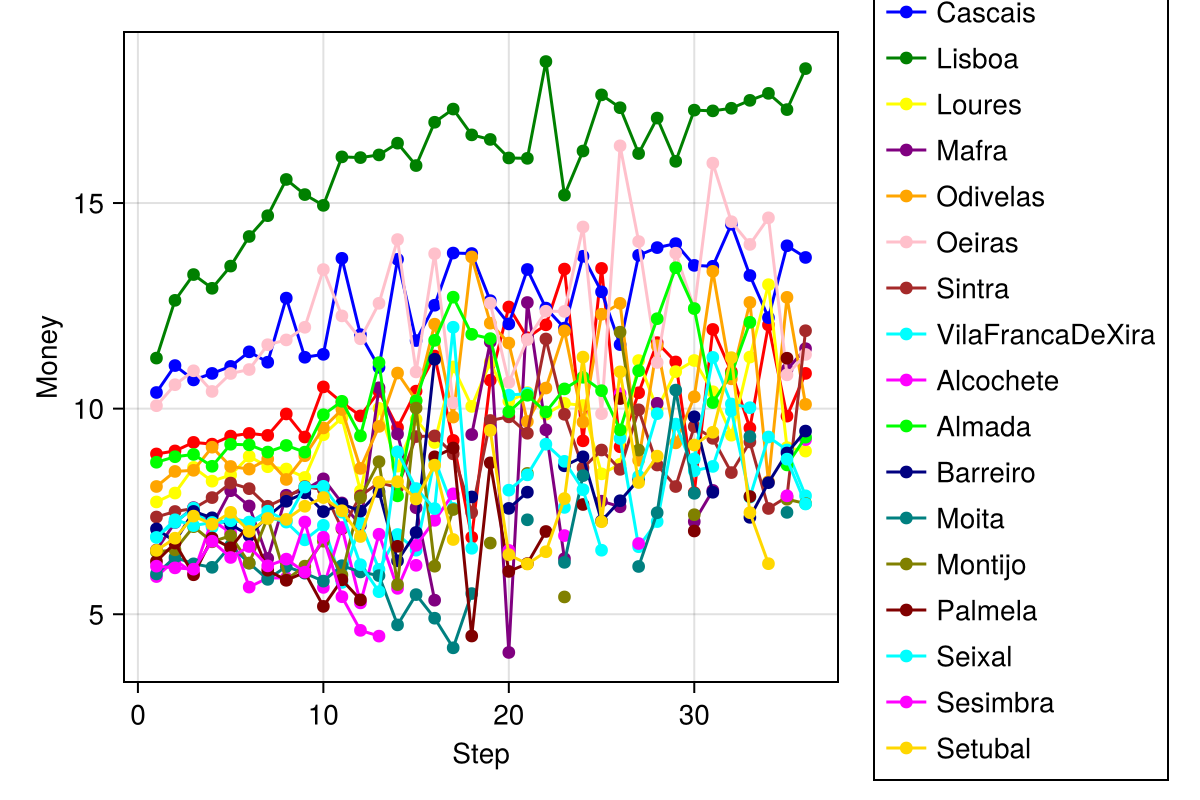 Cascais
Lisboa
Loures
Mafra
Odivelas
Oeiras
Sintra
VilaFrancaDeXira
Alcochete
Almada
Barreiro
Moita
Montijo
Palmela
Seixal
Sesimbra
Setubal
Money
15
10
5
0 10 20 30
Step